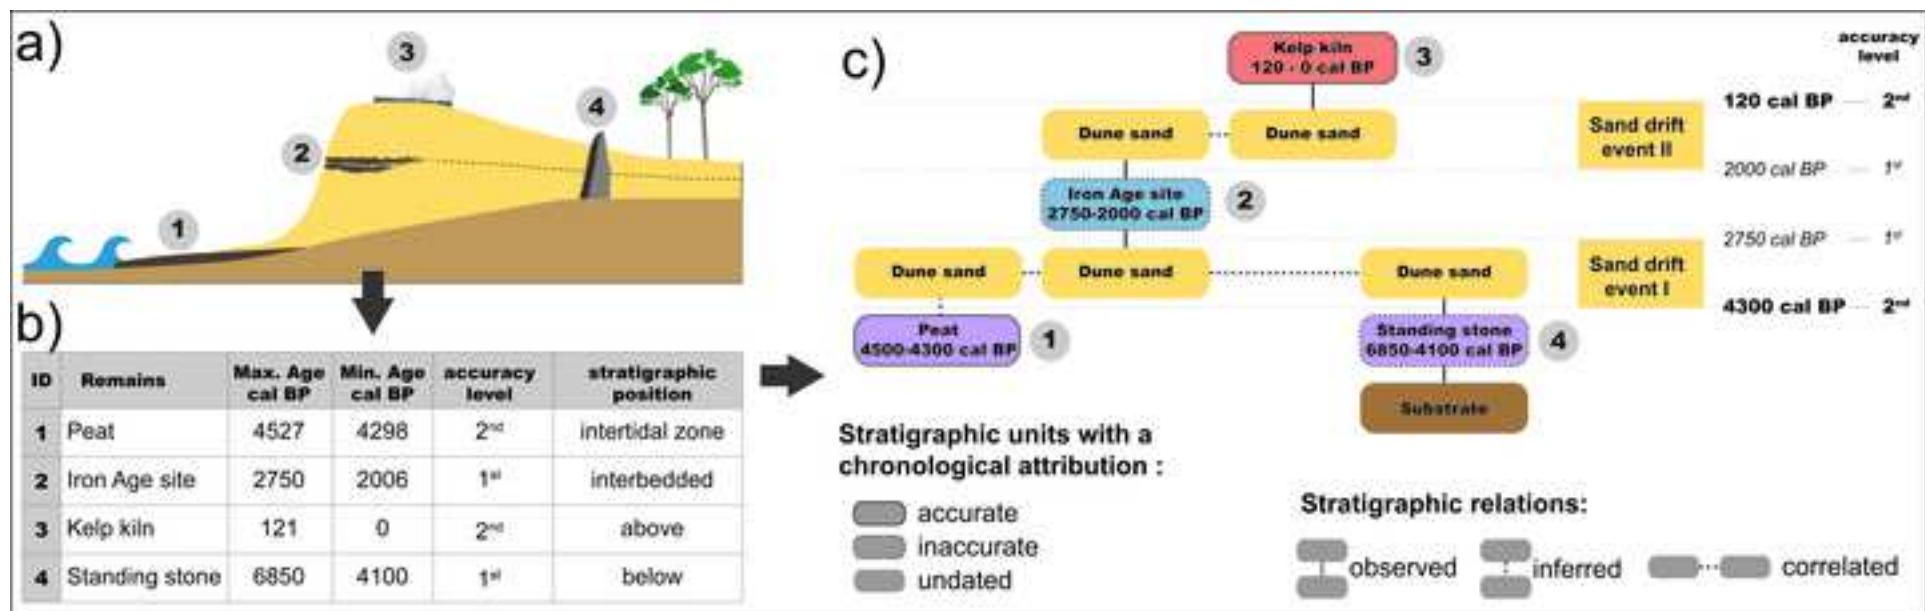 a)
3
4
2
1
b)
ID Remains Max. Age cal BP Min. Age cal BP accuracy level stratigraphic position
1 Peat 4527 4298 2nd intertidal zone
2 Iron Age site 2750 2006 1st interbedded
3 Kelp kiln 121 0 2nd above
4 Standing stone 6850 4100 1st below
c)
Kelp kiln
120 - 0 cal BP
3
accuracy
level
120 cal BP 2nd
Dune sand
Dune sand
Sand drift
event II
2000 cal BP 1st
Iron Age site
2750-2000 cal BP
2
2750 cal BP 1st
Dune sand
Dune sand
Dune sand
Sand drift
event I
4300 cal BP 2nd
Peat
4500-4300 cal BP
1
Standing stone
6850-4100 cal BP
4
Substrate
Stratigraphic units with a
chronological attribution :
accurate
inaccurate
undated
Stratigraphic relations:
observed
inferred
correlated